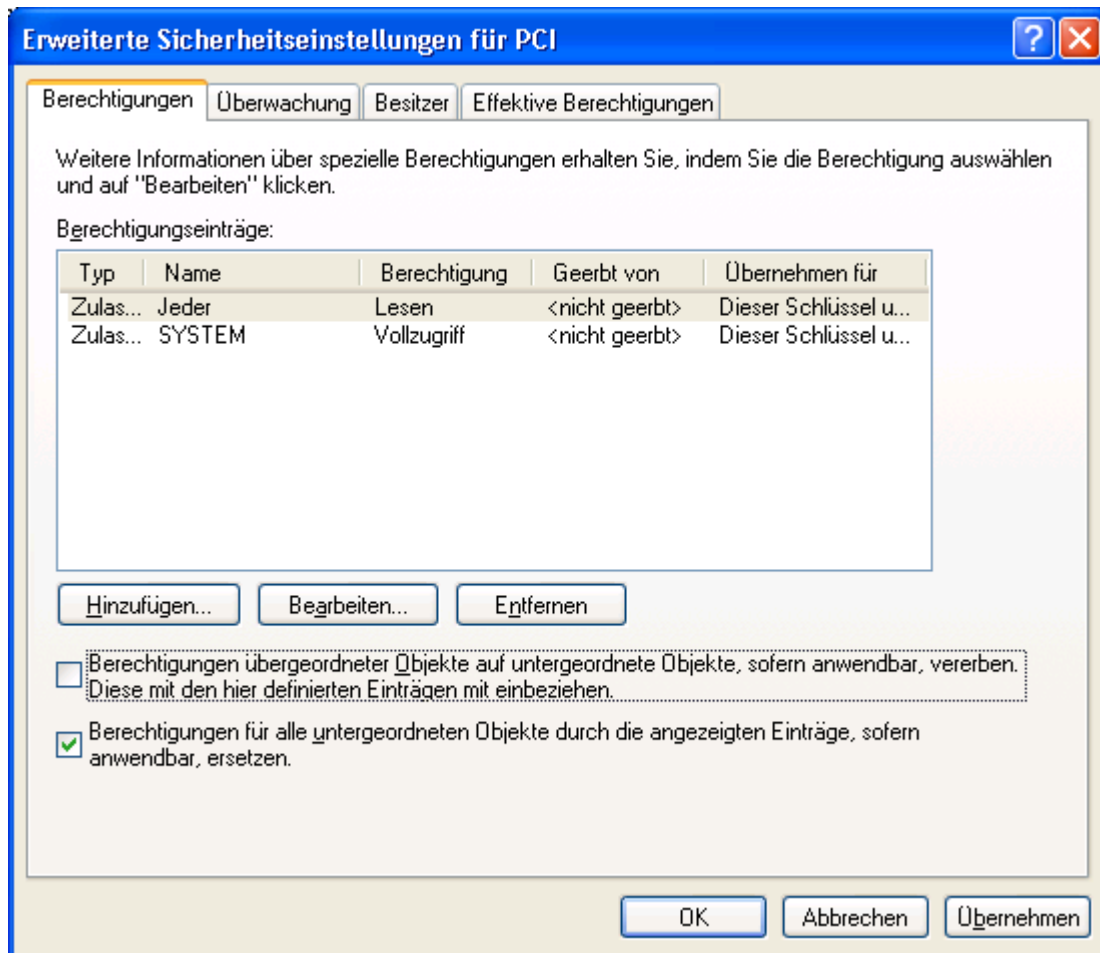 Erweiterte Sicherheitseinstellungen für PCI
Berechtigungen Überwachung Besitzer Effektive Berechtigungen
Weitere Informationen über spezielle Berechtigungen erhalten Sie, indem Sie die Berechtigung auswählen
und auf "Bearbeiten" klicken.
Berechtigungseinträge:
Typ Name Berechtigung Geerbt von Übernehmen für
Zulas... Jeder Lesen <nicht geerbt> Dieser Schlüssel u...
Zulas... SYSTEM Vollzugriff <nicht geerbt> Dieser Schlüssel u...
Hinzufügen... Bearbeiten... Entfernen
Berechtigungen übergeordneter Objekte auf untergeordnete Objekte, sofern anwendbar, vererben.
Diese mit den hier definierten Einträgen mit einbeziehen.
Berechtigungen für alle untergeordneten Objekte durch die angezeigten Einträge, sofern
anwendbar, ersetzen.
OK Abbrechen Übernehmen